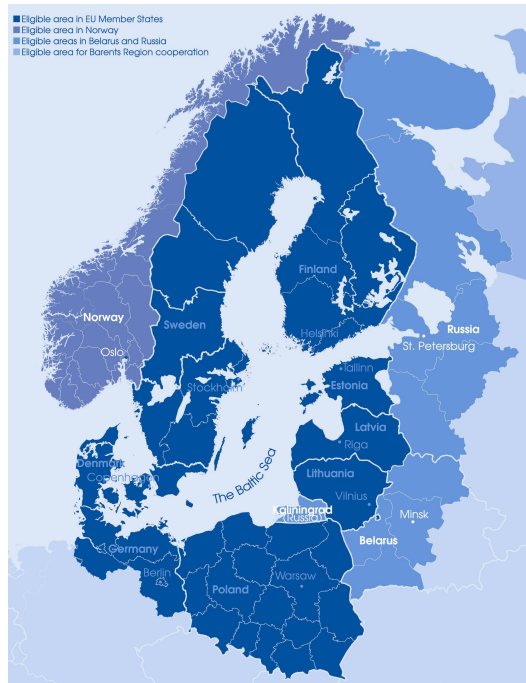 Eligible area in EU Member States
Eligible area in Norway
Eligible areas in Belarus and Russia
Eligible area for Barents Region cooperation
Finland
Norway
Sweden
Helsinki
Russia
St. Petersburg
Oslo
Tallinn
Estonia
Stockholm
Latvia
Riga
Denmark
Copenhagen
The Baltic Sea
Lithuania
Vilnius
Kaliningrad
(Russia)
Minsk
Belarus
Germany
Berlin
Warsaw
Poland